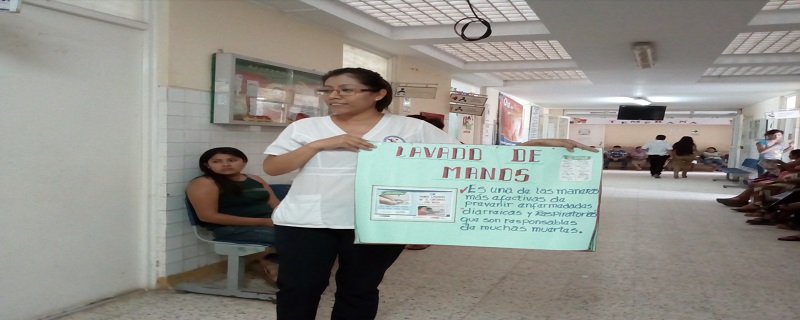 LAVADO DE
MANOS
✓ Es una de las maneras
más efectivas de
prevenir enfermedades
diarreicas y Respiratorias
que son responsables
de muchas muertes.